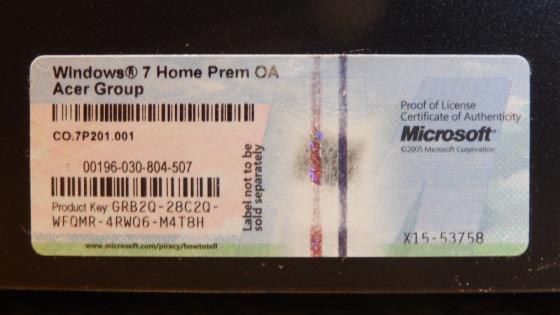 Windows® 7 Home Prem OA
Acer Group
CO.7P201.001
00196-030-804-507
Product Key: GRB2Q-28C2Q-
WFQMR-4RWQ6-M4T8H
www.microsoft.com/piracy/howtotell
Label not to be
sold separately
Proof of License
Certificate of Authenticity
Microsoft®
©2005 Microsoft Corporation
X15-53758